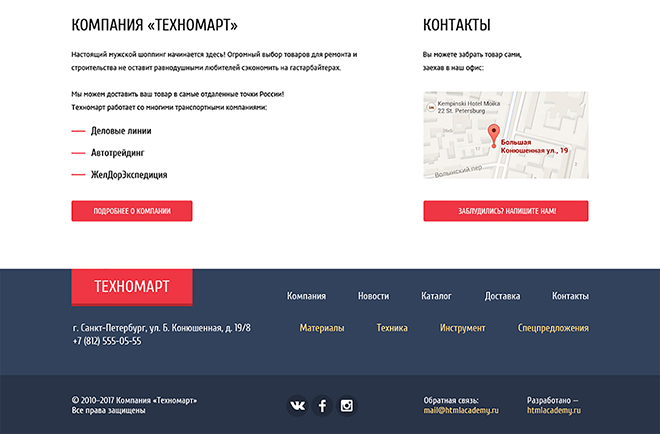 КОМПАНИЯ «ТЕХНОМАРТ»
Настоящий мужской шоппинг начинается здесь! Огромный выбор товаров для ремонта и
строительства не оставит равнодушными любителей сэкономить на гастарбайтерах.
Мы можем доставить ваш товар в самые отдаленные точки России!
Техномарт работает со многими транспортными компаниями:
Деловые линии
Автотрейдинг
ЖелДорЭкспедиция
ПОДРОБНЕЕ О КОМПАНИИ
КОНТАКТЫ
Вы можете забрать товар сами,
заехав в наш офис:
Kempinski Hotel Moika
22 St. Petersburg
Большая
Конюшенная ул., 19
Волынский пер
ЗАБЛУДИЛИСЬ? НАПИШИТЕ НАМ!
ТЕХНОМАРТ
Компания Новости Каталог Доставка Контакты
г. Санкт-Петербург, ул. Б. Конюшенная, д. 19/8
+7 (812) 555-05-55
Материалы Техника Инструмент Спецпредложения
© 2010–2017 Компания «Техномарт»
Все права защищены
Обратная связь:
mail@htmlacademy.ru
Разработано —
htmlacademy.ru